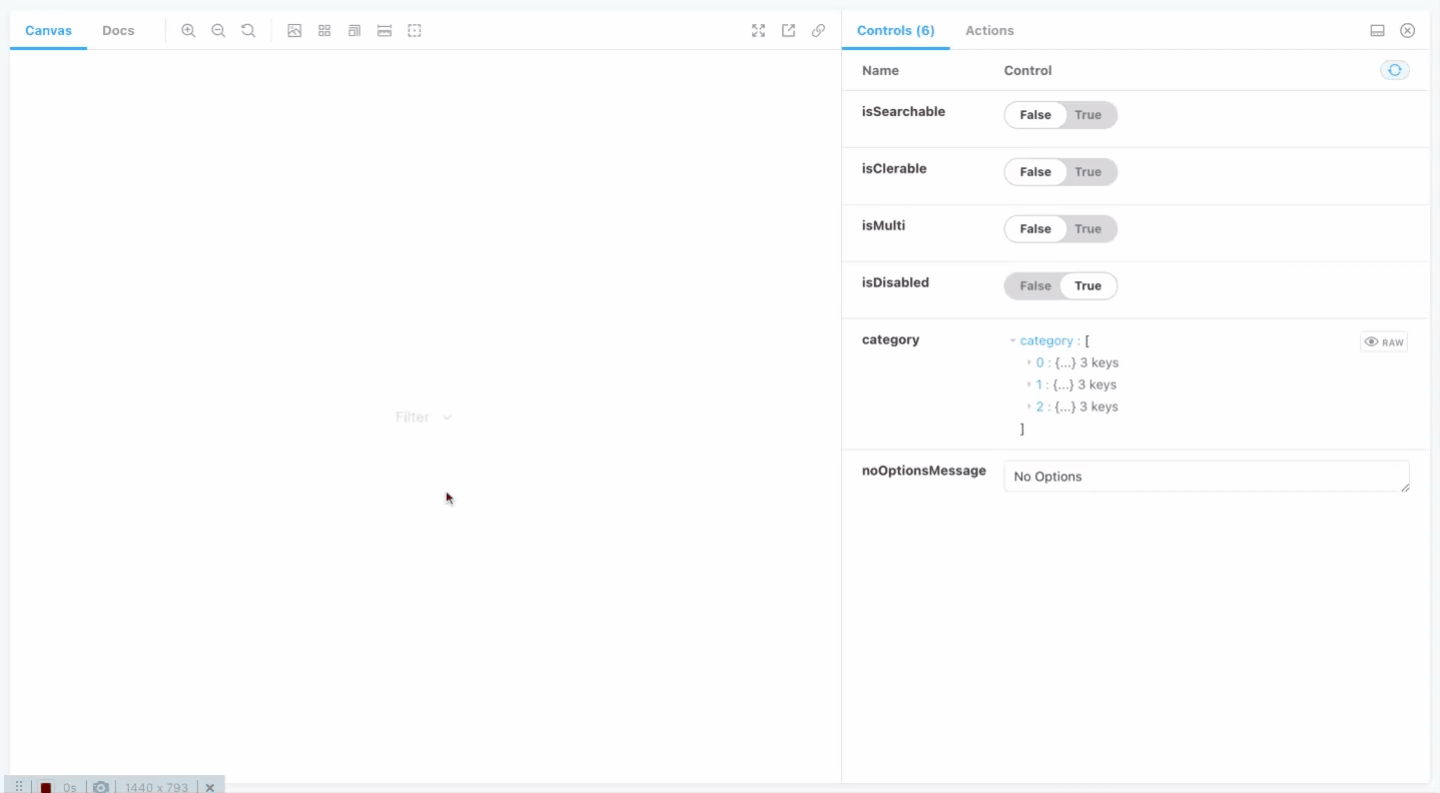 Canvas Docs
Controls (6) Actions
Name Control
isSearchable False True
isClerable False True
isMulti False True
isDisabled False True
category category : [
RAW
0 : {...} 3 keys
1 : {...} 3 keys
2 : {...} 3 keys
]
Filter
noOptionsMessage No Options
0s 1440 x 793